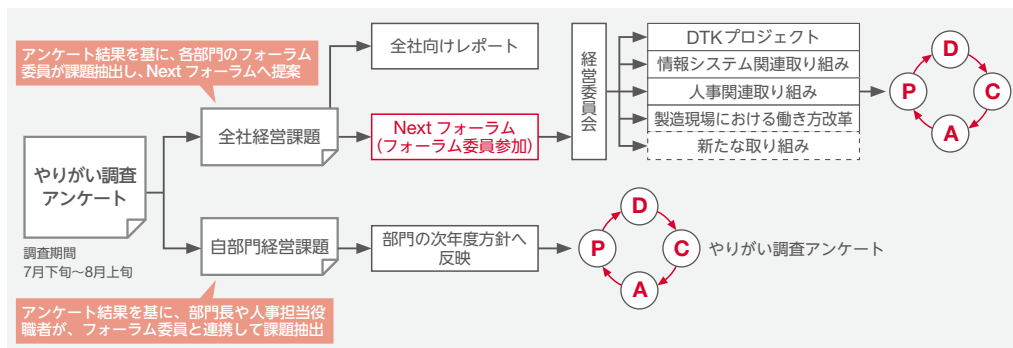 アンケート結果を基に、各部門のフォーラム
委員が課題抽出し、Next フォーラムへ提案
全社向けレポート
全社経営課題
Next フォーラム
(フォーラム委員参加)
経営委員会
DTKプロジェクト
情報システム関連取り組み
人事関連取り組み
製造現場における働き方改革
新たな取り組み
D
P
C
A
やりがい調査
アンケート
調査期間
7月下旬〜8月上旬
自部門経営課題
部門の次年度方針へ
反映
D
P
C
A
やりがい調査アンケート
アンケート結果を基に、部門長や人事担当役
職者が、フォーラム委員と連携して課題抽出